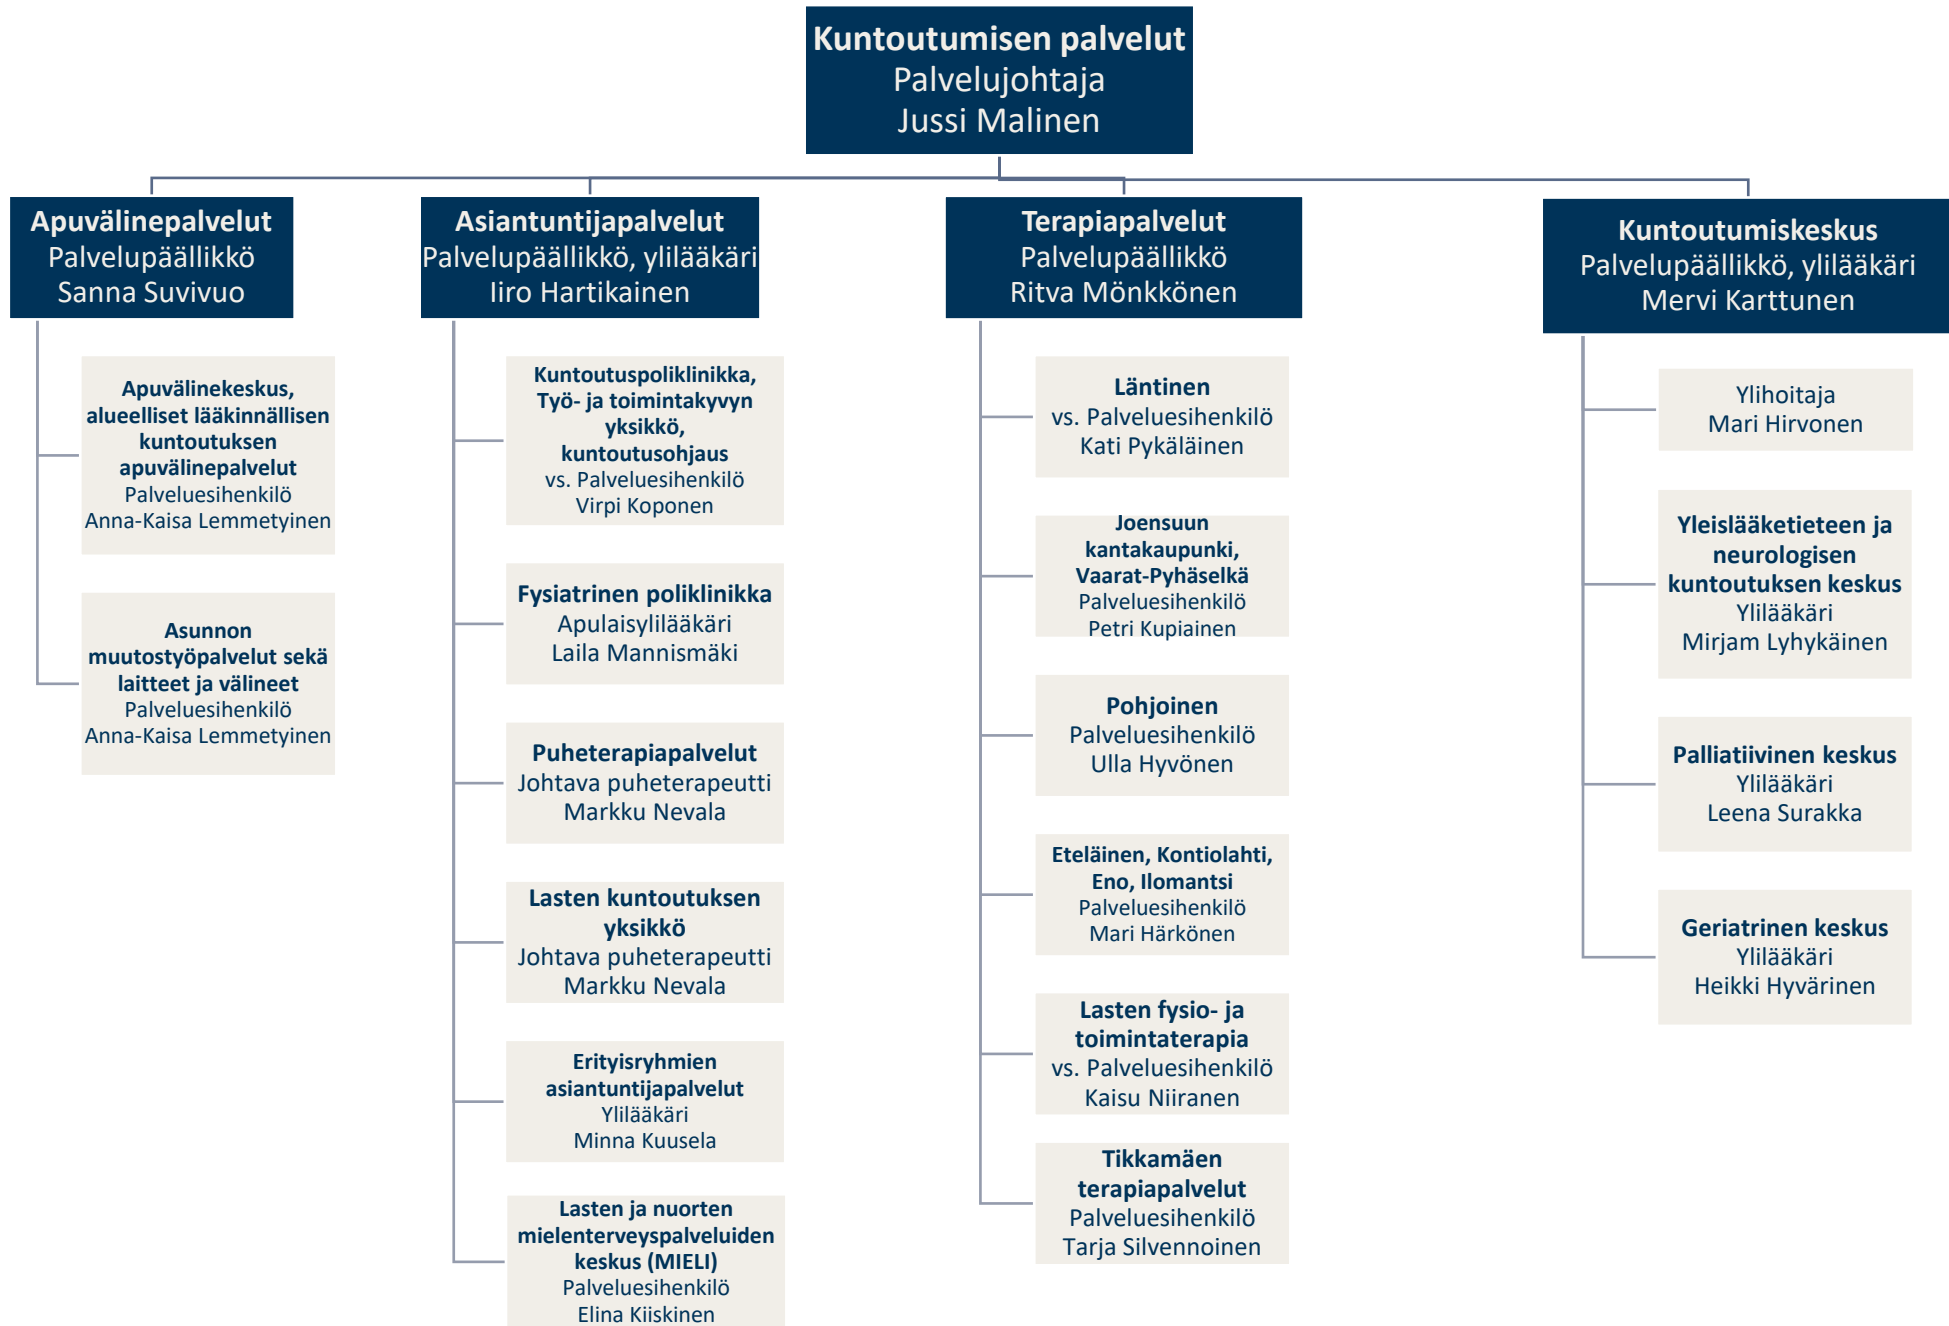 Kuntoutumisen palvelut
Palvelujohtaja
Jussi Malinen
Apuvälinepalvelut
Palvelupäällikkö
Sanna Suvivuo
Apuvälinekeskus,
alueelliset lääkinnällisen
kuntoutuksen
apuvälinepalvelut
Palveluesihenkilö
Anna-Kaisa Lemmetyinen
Asunnon
muutostyöpalvelut sekä
laitteet ja välineet
Palveluesihenkilö
Anna-Kaisa Lemmetyinen
Asiantuntijapalvelut
Palvelupäällikkö, ylilääkäri
Iiro Hartikainen
Kuntoutuspoliklinikka,
Työ- ja toimintakyvyn
yksikkö,
kuntoutusohjaus
vs. Palveluesihenkilö
Virpi Koponen
Fysiatrinen poliklinikka
Apulaisylilääkäri
Laila Mannismäki
Puheterapiapalvelut
Johtava puheterapeutti
Markku Nevala
Lasten kuntoutuksen
yksikkö
Johtava puheterapeutti
Markku Nevala
Erityisryhmien
asiantuntijapalvelut
Ylilääkäri
Minna Kuusela
Lasten ja nuorten
mielenterveyspalveluiden
keskus (MIELI)
Palveluesihenkilö
Elina Kiiskinen
Terapiapalvelut
Palvelupäällikkö
Ritva Mönkkönen
Läntinen
vs. Palveluesihenkilö
Kati Pykäläinen
Joensuun
kantakaupunki,
Vaarat-Pyhäselkä
Palveluesihenkilö
Petri Kupiainen
Pohjoinen
Palveluesihenkilö
Ulla Hyvönen
Eteläinen, Kontiolahti,
Eno, Ilomantsi
Palveluesihenkilö
Mari Härkönen
Lasten fysio- ja
toimintaterapia
vs. Palveluesihenkilö
Kaisu Niiranen
Tikkamäen
terapiapalvelut
Palveluesihenkilö
Tarja Silvennoinen
Kuntoutumiskeskus
Palvelupäällikkö, ylilääkäri
Mervi Karttunen
Ylihoitaja
Mari Hirvonen
Yleislääketieteen ja
neurologisen
kuntoutuksen keskus
Ylilääkäri
Mirjam Lyhykäinen
Palliatiivinen keskus
Ylilääkäri
Leena Surakka
Geriatrinen keskus
Ylilääkäri
Heikki Hyvärinen